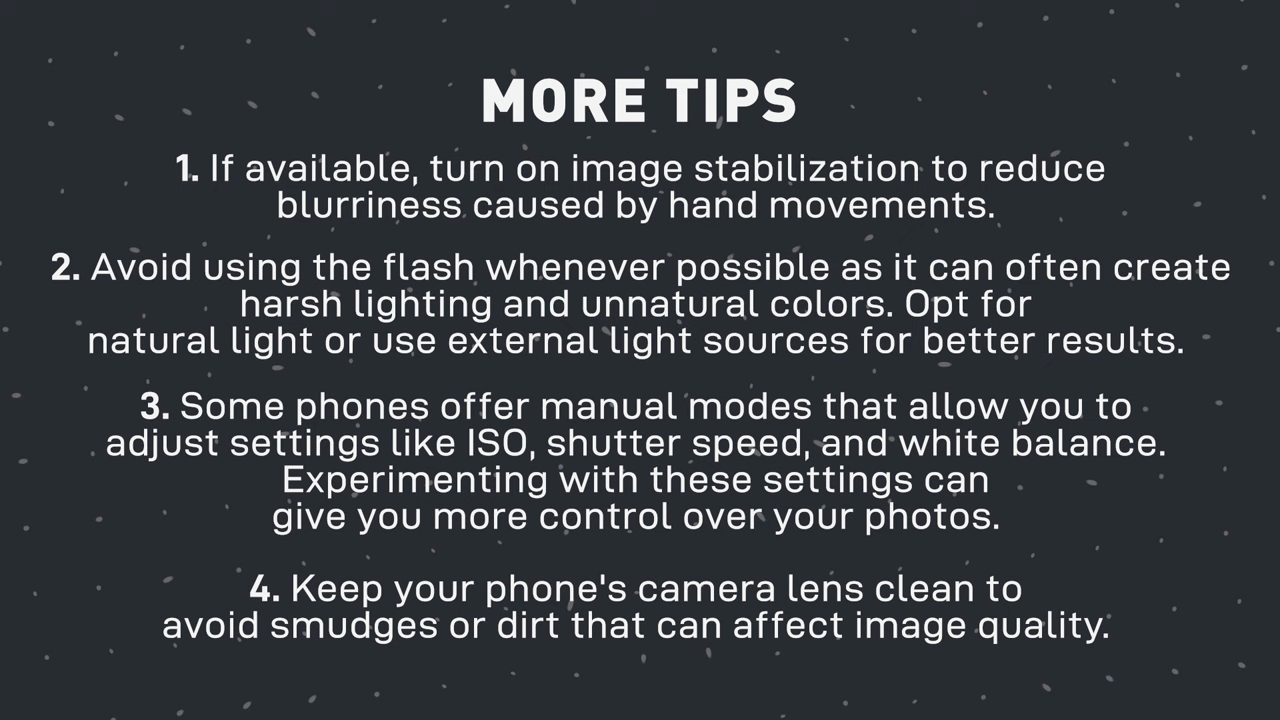 MORE TIPS
1. If available, turn on image stabilization to reduce
blurriness caused by hand movements.
2. Avoid using the flash whenever possible as it can often create
harsh lighting and unnatural colors. Opt for
natural light or use external light sources for better results.
3. Some phones offer manual modes that allow you to
adjust settings like ISO, shutter speed, and white balance.
Experimenting with these settings can
give you more control over your photos.
4. Keep your phone's camera lens clean to
avoid smudges or dirt that can affect image quality.